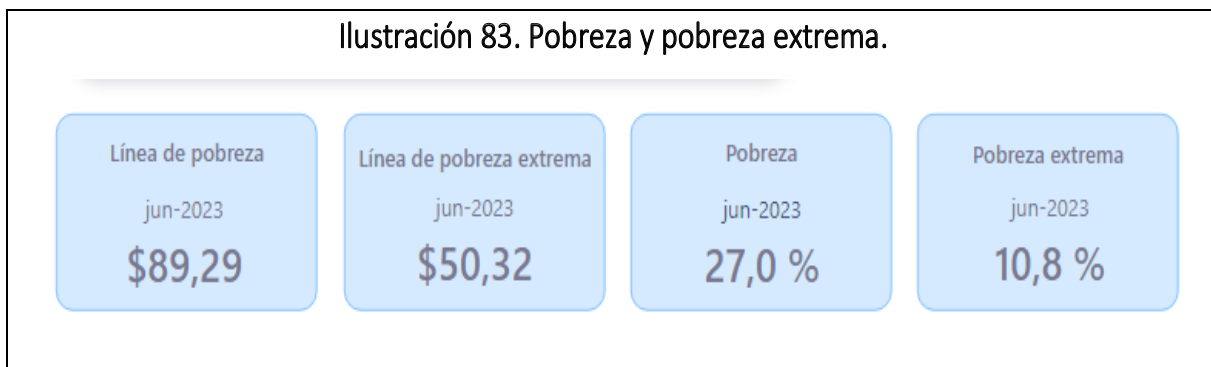 Ilustración 83. Pobreza y pobreza extrema.
Línea de pobreza
jun-2023
$89,29
Línea de pobreza extrema
jun-2023
$50,32
Pobreza
jun-2023
27,0 %
Pobreza extrema
jun-2023
10,8 %